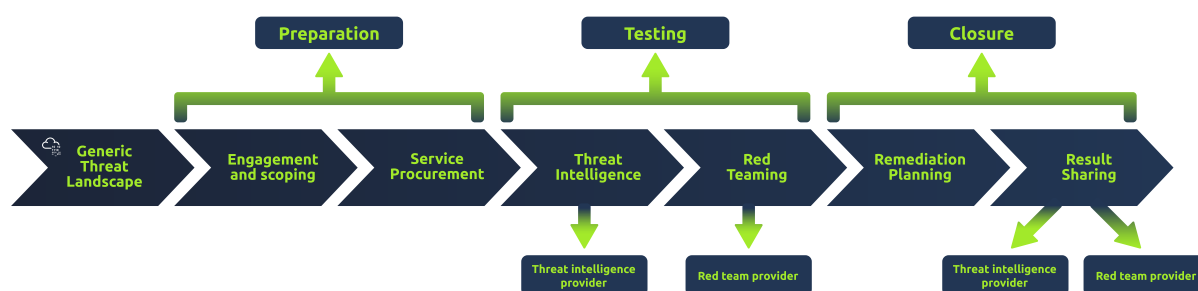 Preparation
Testing
Closure
Generic
Threat
Landscape
Engagement
and scoping
Service
Procurement
Threat
Intelligence
Red
Teaming
Remediation
Planning
Result
Sharing
Threat intelligence
provider
Red team provider
Threat intelligence
provider
Red team provider